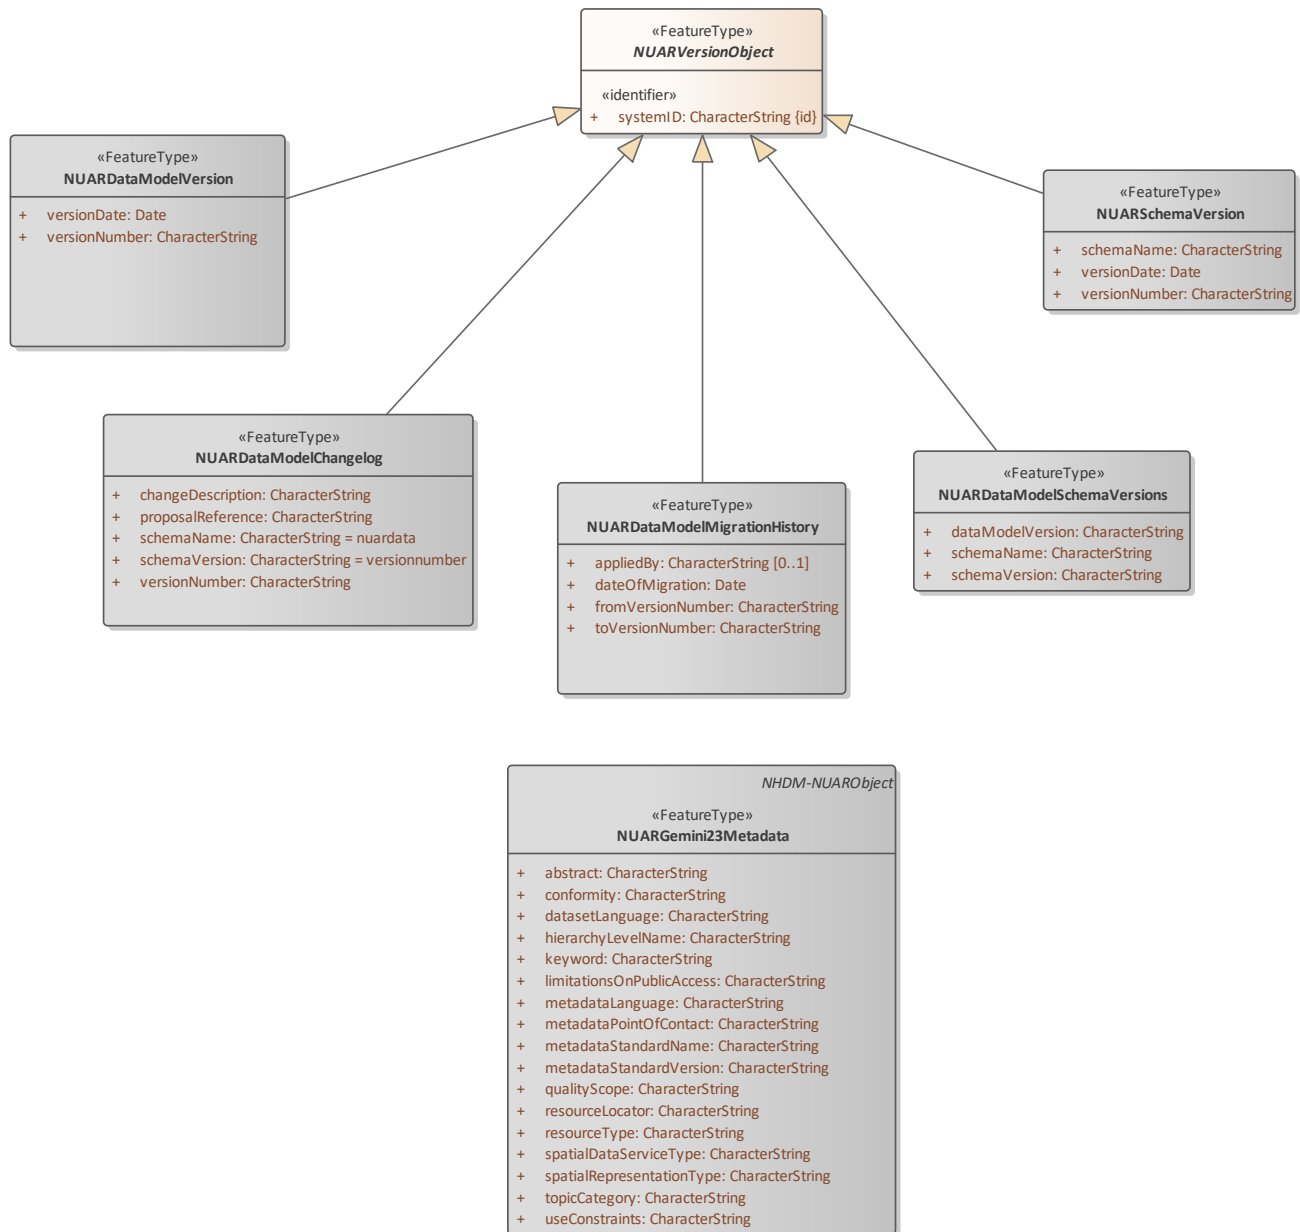 «FeatureType»
NUARVersionObject
«identifier»
+ systemID: CharacterString {id}
«FeatureType»
NUARDataModelVersion
+ versionDate: Date
+ versionNumber: CharacterString
«FeatureType»
NUARSchemaVersion
+ schemaName: CharacterString
+ versionDate: Date
+ versionNumber: CharacterString
«FeatureType»
NUARDataModelChangelog
+ changeDescription: CharacterString
+ proposalReference: CharacterString
+ schemaName: CharacterString = nuardata
+ schemaVersion: CharacterString = versionnumber
+ versionNumber: CharacterString
«FeatureType»
NUARDataModelMigrationHistory
+ appliedBy: CharacterString [0..1]
+ dateOfMigration: Date
+ fromVersionNumber: CharacterString
+ toVersionNumber: CharacterString
«FeatureType»
NUARDataModelSchemaVersions
+ dataModelVersion: CharacterString
+ schemaName: CharacterString
+ schemaVersion: CharacterString
NHDM-NUARObject
«FeatureType»
NUARGemini23Metadata
+ abstract: CharacterString
+ conformity: CharacterString
+ datasetLanguage: CharacterString
+ hierarchyLevelName: CharacterString
+ keyword: CharacterString
+ limitationsOnPublicAccess: CharacterString
+ metadataLanguage: CharacterString
+ metadataPointOfContact: CharacterString
+ metadataStandardName: CharacterString
+ metadataStandardVersion: CharacterString
+ qualityScope: CharacterString
+ resourceLocator: CharacterString
+ resourceType: CharacterString
+ spatialDataServiceType: CharacterString
+ spatialRepresentationType: CharacterString
+ topicCategory: CharacterString
+ useConstraints: CharacterString